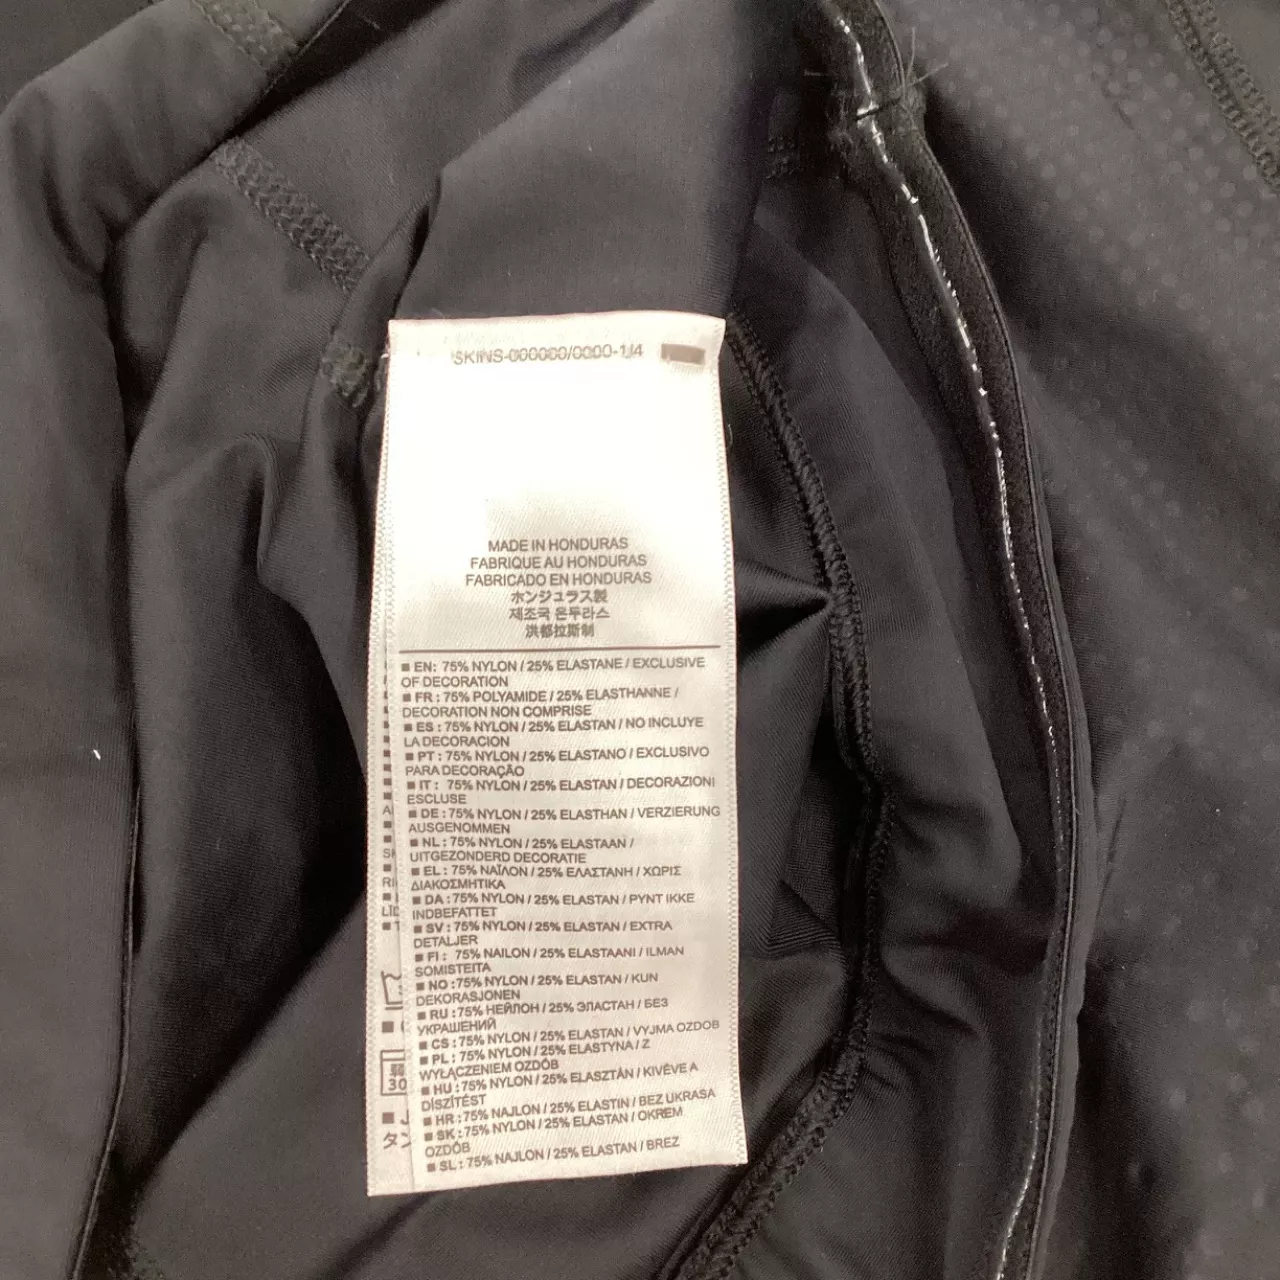 SKINS-000000/0000-1/4
MADE IN HONDURAS
FABRIQUE AU HONDURAS
FABRICADO EN HONDURAS
ホンジュラス製
제조국 온두라스
洪都拉斯制
■ EN: 75% NYLON / 25% ELASTANE / EXCLUSIVE
OF DECORATION
■ FR : 75% POLYAMIDE / 25% ELASTHANNE /
DECORATION NON COMPRISE
■ ES : 75% NYLON / 25% ELASTAN / NO INCLUYE
LA DECORACION
■ PT : 75% NYLON / 25% ELASTANO / EXCLUSIVO
PARA DECORAÇÃO
■ IT : 75% NYLON / 25% ELASTAN / DECORAZIONI
ESCLUSE
■ DE : 75% NYLON / 25% ELASTHAN / VERZIERUNG
AUSGENOMMEN
■ NL : 75% NYLON / 25% ELASTAAN /
UITGEZONDERD DECORATIE
■ EL : 75% ΝΑΪΛΟΝ / 25% ΕΛΑΣΤΑΝΗ / ΧΩΡΙΣ
ΔΙΑΚΟΣΜΗΤΙΚΑ
■ DA : 75% NYLON / 25% ELASTAN / PYNT IKKE
INDBEFATTET
■ SV : 75% NYLON / 25% ELASTAN / EXTRA
DETALJER
■ FI : 75% NAILON / 25% ELASTAANI / ILMAN
SOMISTEITA
■ NO :75% NYLON / 25% ELASTAN / KUN
DEKORASJONEN
■ RU : 75% НЕЙЛОН / 25% ЭЛАСТАН / БЕЗ
УКРАШЕНИЙ
■ CS : 75% NYLON / 25% ELASTAN / VYJMA OZDOB
■ PL : 75% NYLON / 25% ELASTYNA / Z
WYŁĄCZENIEM OZDÓB
■ HU : 75% NYLON / 25% ELASZTÁN / KIVÉVE A
DÍSZÍTÉST
■ HR : 75% NAJLON / 25% ELASTIN / BEZ UKRASA
■ SK : 75% NYLON / 25% ELASTAN / OKREM
OZDÔB
■ SL : 75% NAJLON / 25% ELASTAN / BREZ
30